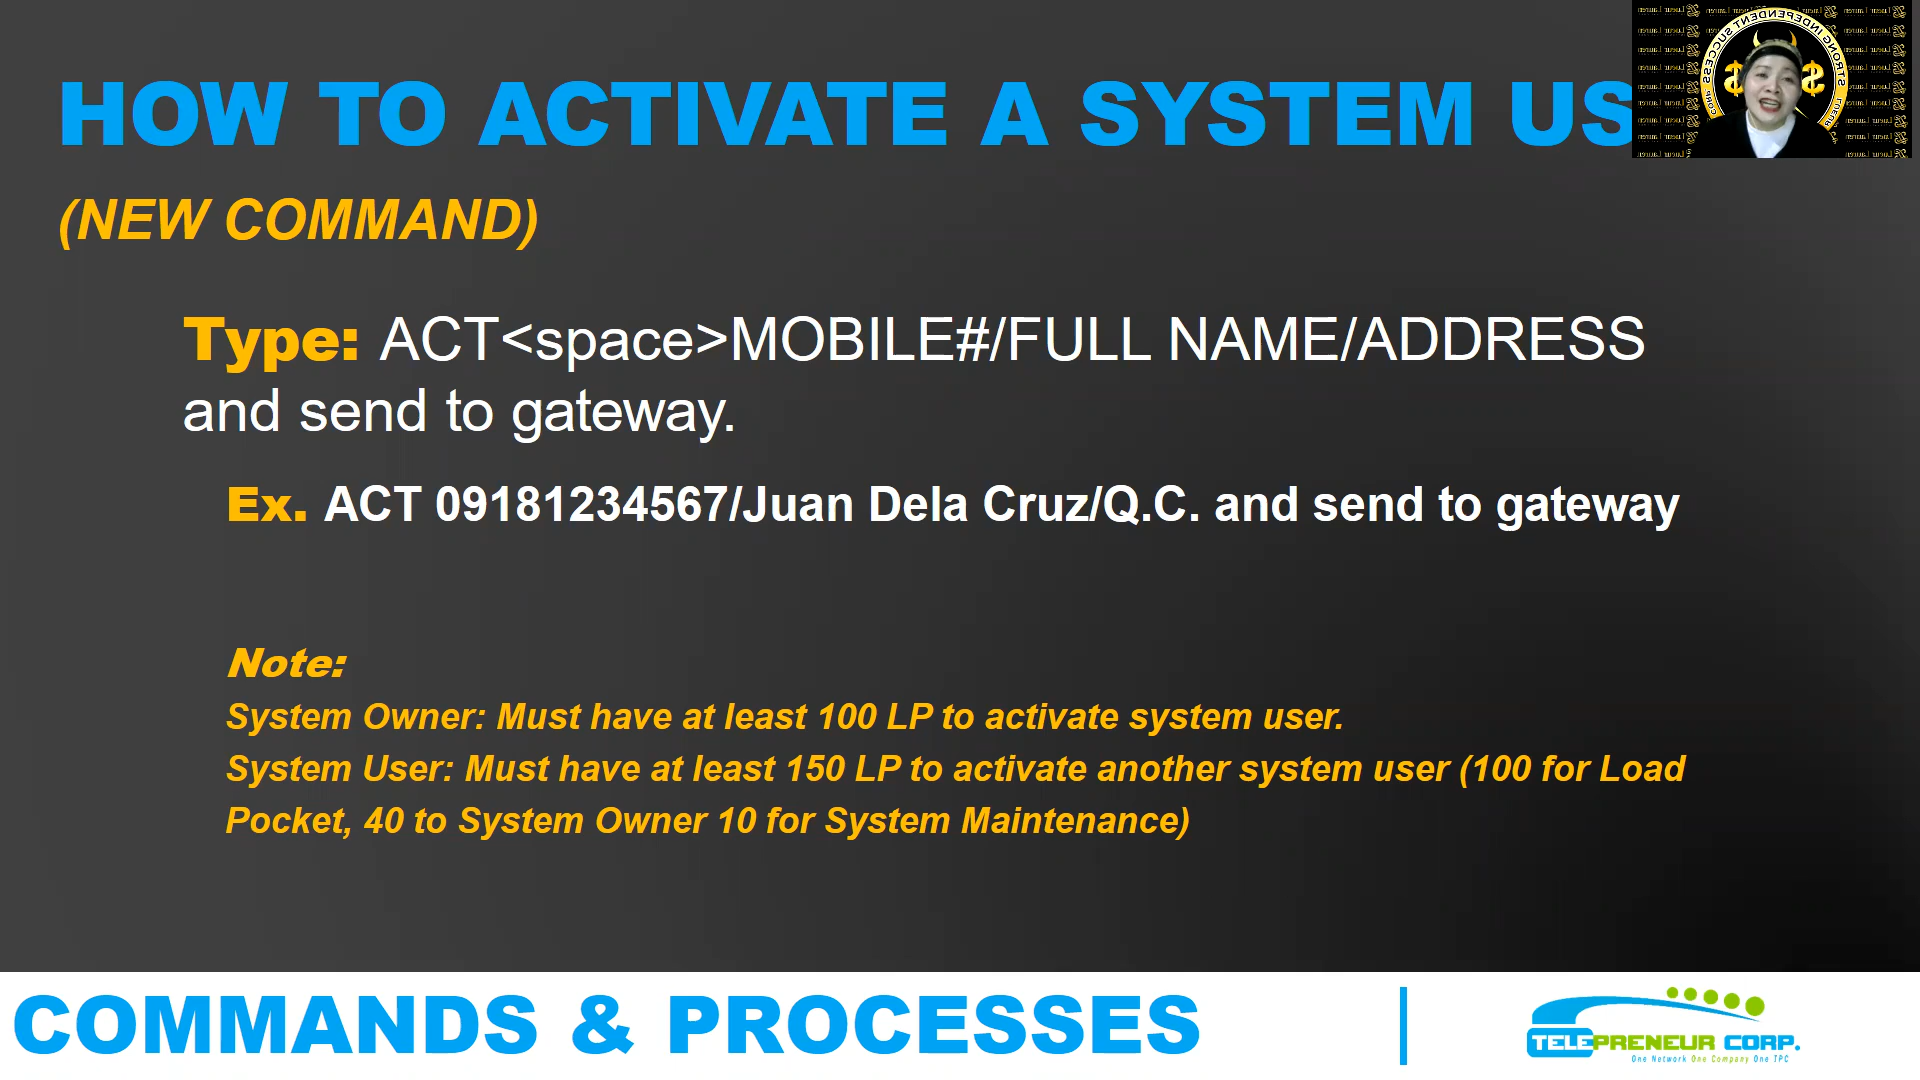 HOW TO ACTIVATE A SYSTEM US
(NEW COMMAND)
Type: ACT<space>MOBILE#/FULL NAME/ADDRESS
and send to gateway.
Ex. ACT 09181234567/Juan Dela Cruz/Q.C. and send to gateway
Note:
System Owner: Must have at least 100 LP to activate system user.
System User: Must have at least 150 LP to activate another system user (100 for Load
Pocket, 40 to System Owner 10 for System Maintenance)
COMMANDS & PROCESSES
TELEPRENEUR CORP.
One Network One Company One TPC
STRONG INDEPENDENT SUCCESS